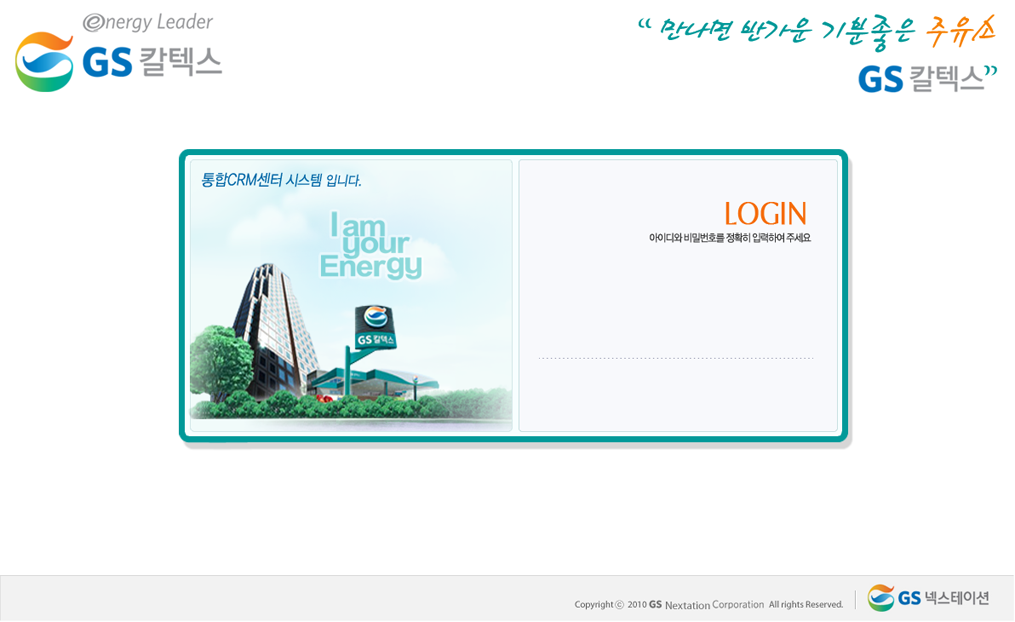 energy Leader
GS 칼텍스
“ 만나면 반가운 기분좋은 주유소
GS 칼텍스”
통합CRM센터 시스템 입니다.
I am
your
Energy
GS 칼텍스
LOGIN
아이디와 비밀번호를 정확히 입력하여 주세요
Copyright ⓒ 2010 GS Nextation Corporation All rights Reserved.
GS 넥스테이션